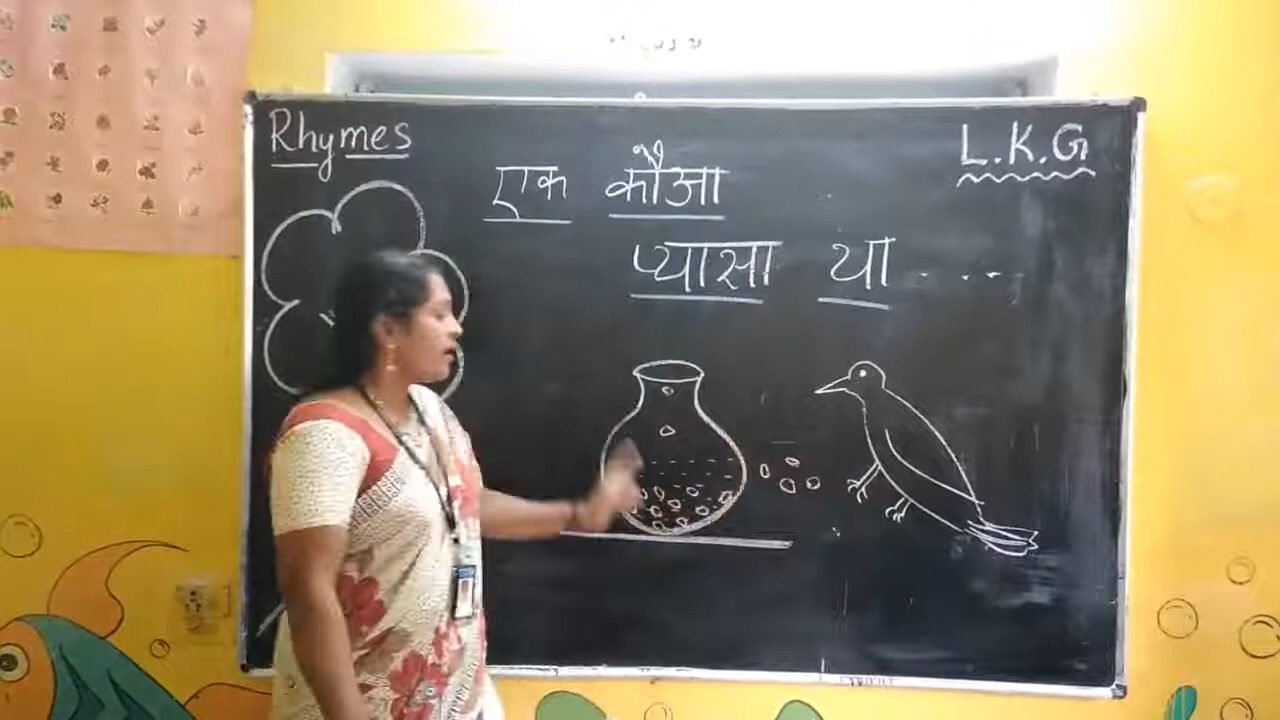 Rhymes
L.K.G
एक कौआ
प्यासा या ....